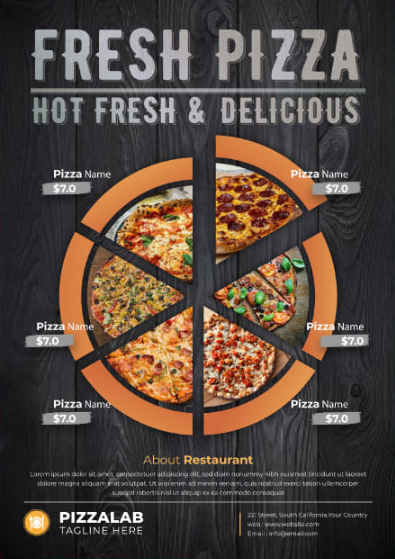 FRESH PIZZA
HOT FRESH & DELICIOUS
Pizza Name
$7.0
Pizza Name
$7.0
Pizza Name
$7.0
Pizza Name
$7.0
Pizza Name
$7.0
Pizza Name
$7.0
About Restaurant
Lorem ipsum dolor sit amet, consectetuer adipiscing elit, sed diam nonummy nibh euismod tincidunt ut laoreet
dolore magna aliquam erat volutpat. Ut wisi enim ad minim veniam, quis nostrud exerci tation ullamcorper
suscipit lobortis nisl ut aliquip ex ea commodo consequat
PIZZALAB
TAGLINE HERE
221 Street, South California,Your Country
web : www.website.com
Email : info@email.com